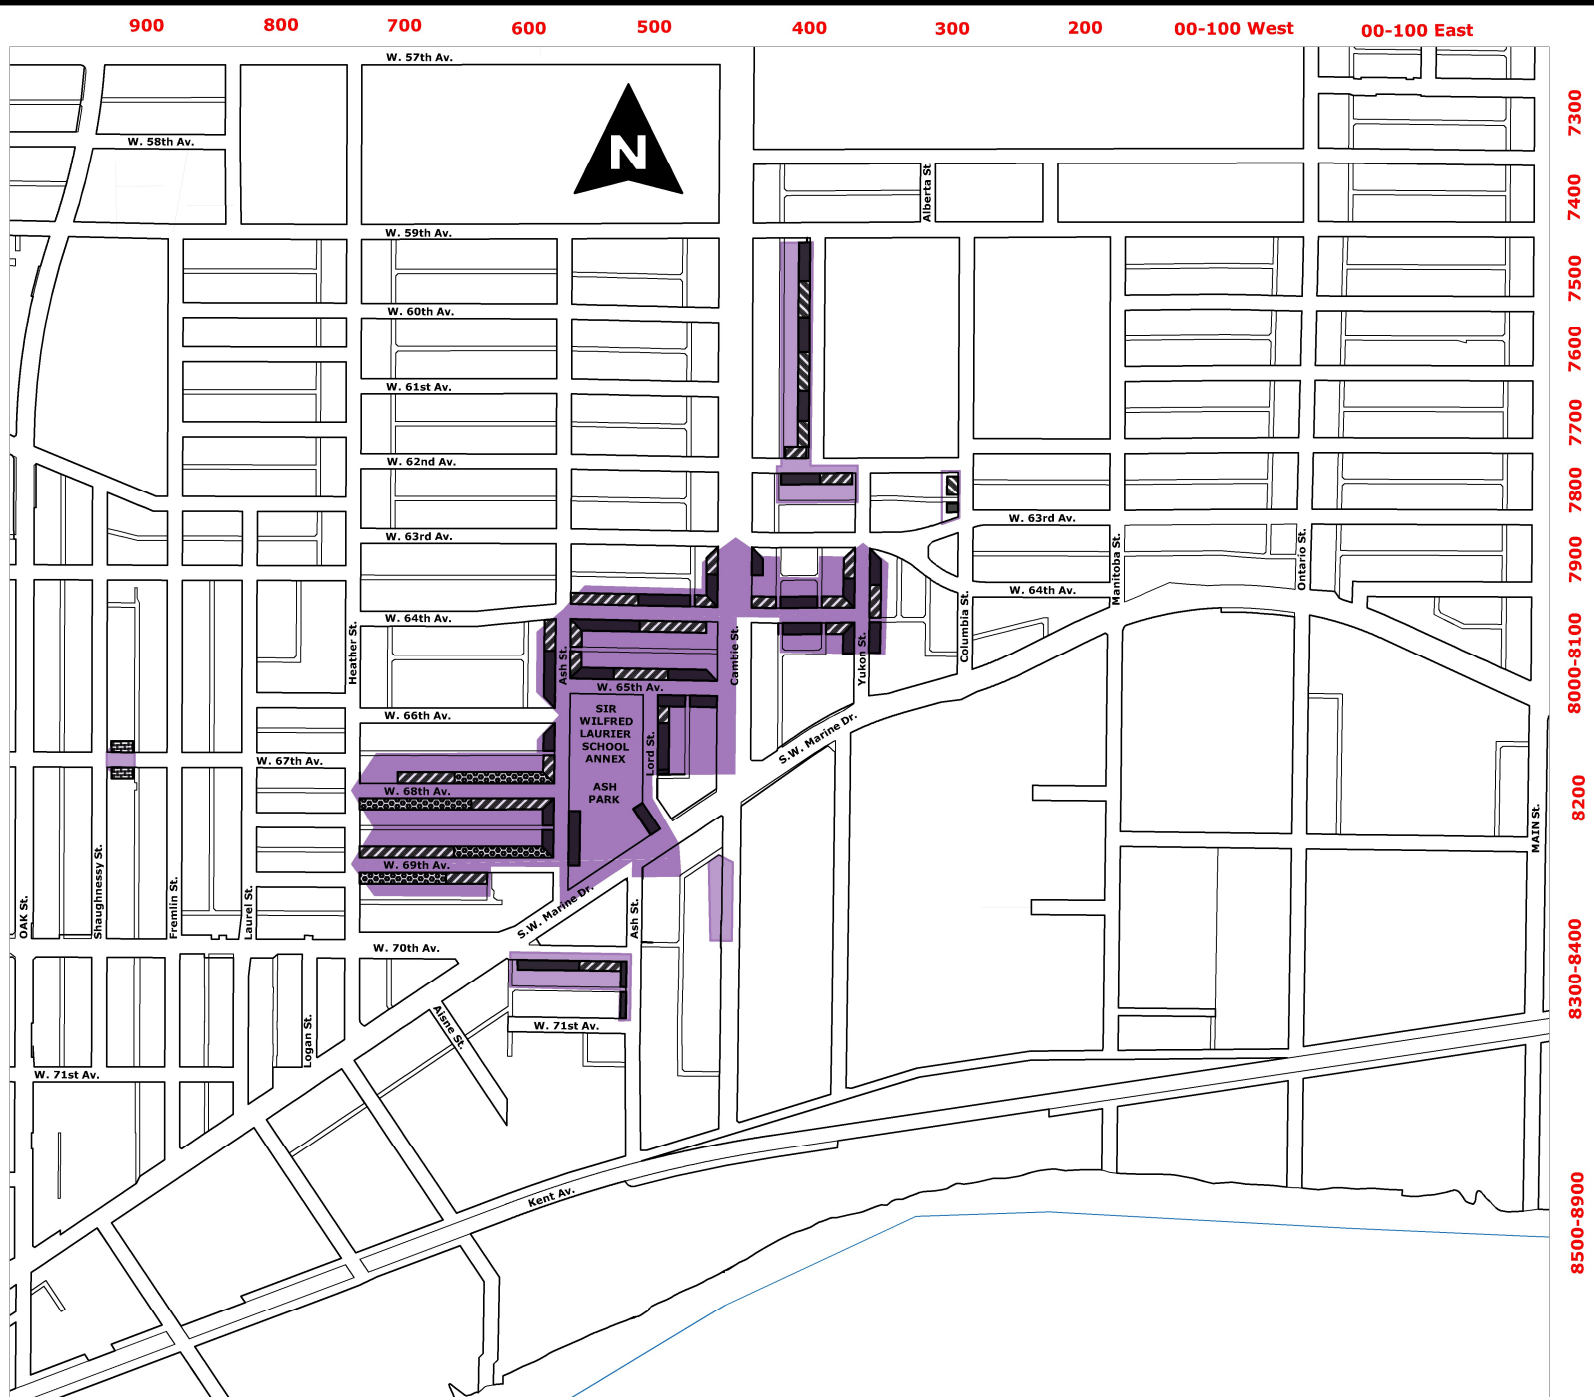 900 800 700 600 500 400 300 200 00-100 West 00-100 East
W. 57th Av.
7300
W. 58th Av.
N
Alberta St
7400
W. 59th Av.
7500
W. 60th Av.
7600
W. 61st Av.
7700
W. 62nd Av.
7800
W. 63rd Av.
W. 63rd Av.
7900
Manitoba St.
Ontario St.
W. 64th Av.
W. 64th Av.
Heather St.
Ash St.
Cambie St.
Yukon St.
Columbia St.
8000-8100
W. 65th Av.
W. 66th Av.
SIR
WILFRED
LAURIER
SCHOOL
ANNEX
ASH
PARK
Lord St.
S.W. Marine Dr.
W. 67th Av.
W. 68th Av.
8200
MAIN St.
W. 69th Av.
OAK St.
Shaughnessy St.
Fremlin St.
Laurel St.
S.W. Marine Dr.
Ash St.
W. 70th Av.
8300-8400
Logan St.
Aisne St.
W. 71st Av.
W. 71st Av.
Kent Av.
8500-8900